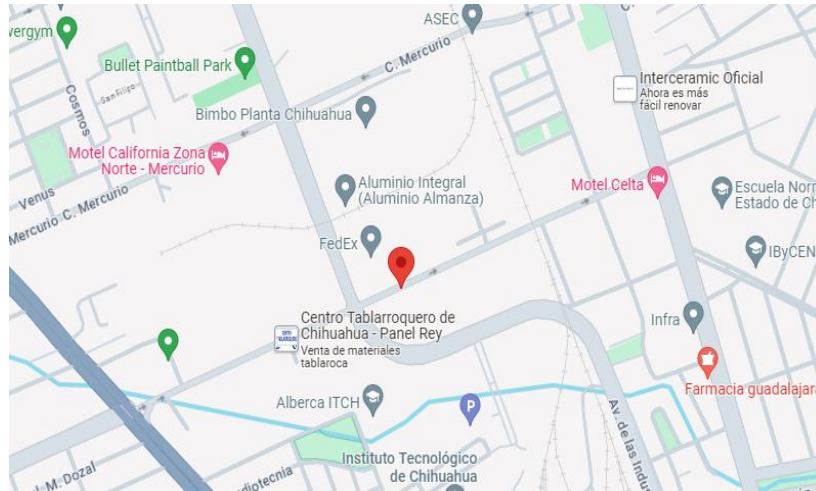 ASEC
C. Mercurio
Bullet Paintball Park
Cosmos
San Filipo
Interceramic Oficial
Ahora es más
fácil renovar
Bimbo Planta Chihuahua
Motel California Zona
Norte - Mercurio
Venus
Mercurio C. Mercurio
Aluminio Integral
(Aluminio Almanza)
Motel Celta
Escuela Norr
Estado de Ch
FedEx
IByCEN
Centro Tablarroquero de
Chihuahua - Panel Rey
Venta de materiales
tablaroca
Infra
Farmacia guadalajara
Alberca ITCH
P
Av. de las Indu
Instituto Tecnológico
de Chihuahua
M. Dozal